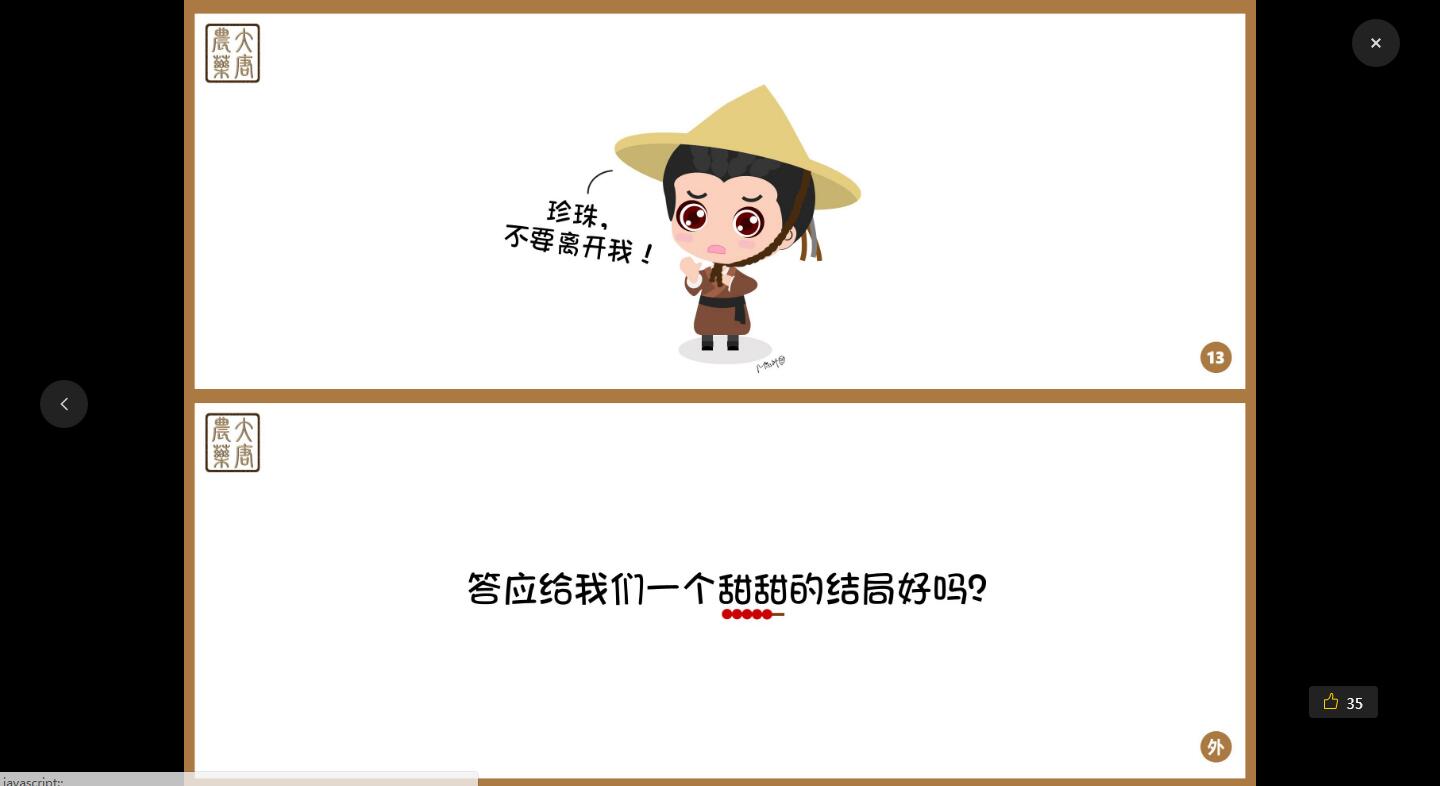 大唐
農藥
珍珠，
不要离开我！
13
大唐
農藥
答应给我们一个甜甜的结局好吗？
外
35
javascript:;